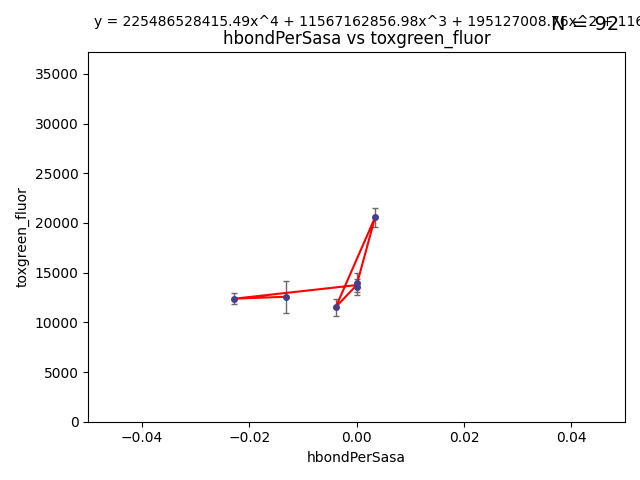 y = 225486528415.49x^4 + 11567162856.98x^3 + 195127008.76x^2 + 116
N = 92
hbondPerSasa vs toxgreen_fluor
35000
30000
25000
20000
15000
10000
5000
0
toxgreen_fluor
−0.04
−0.02
0.00
0.02
0.04
hbondPerSasa